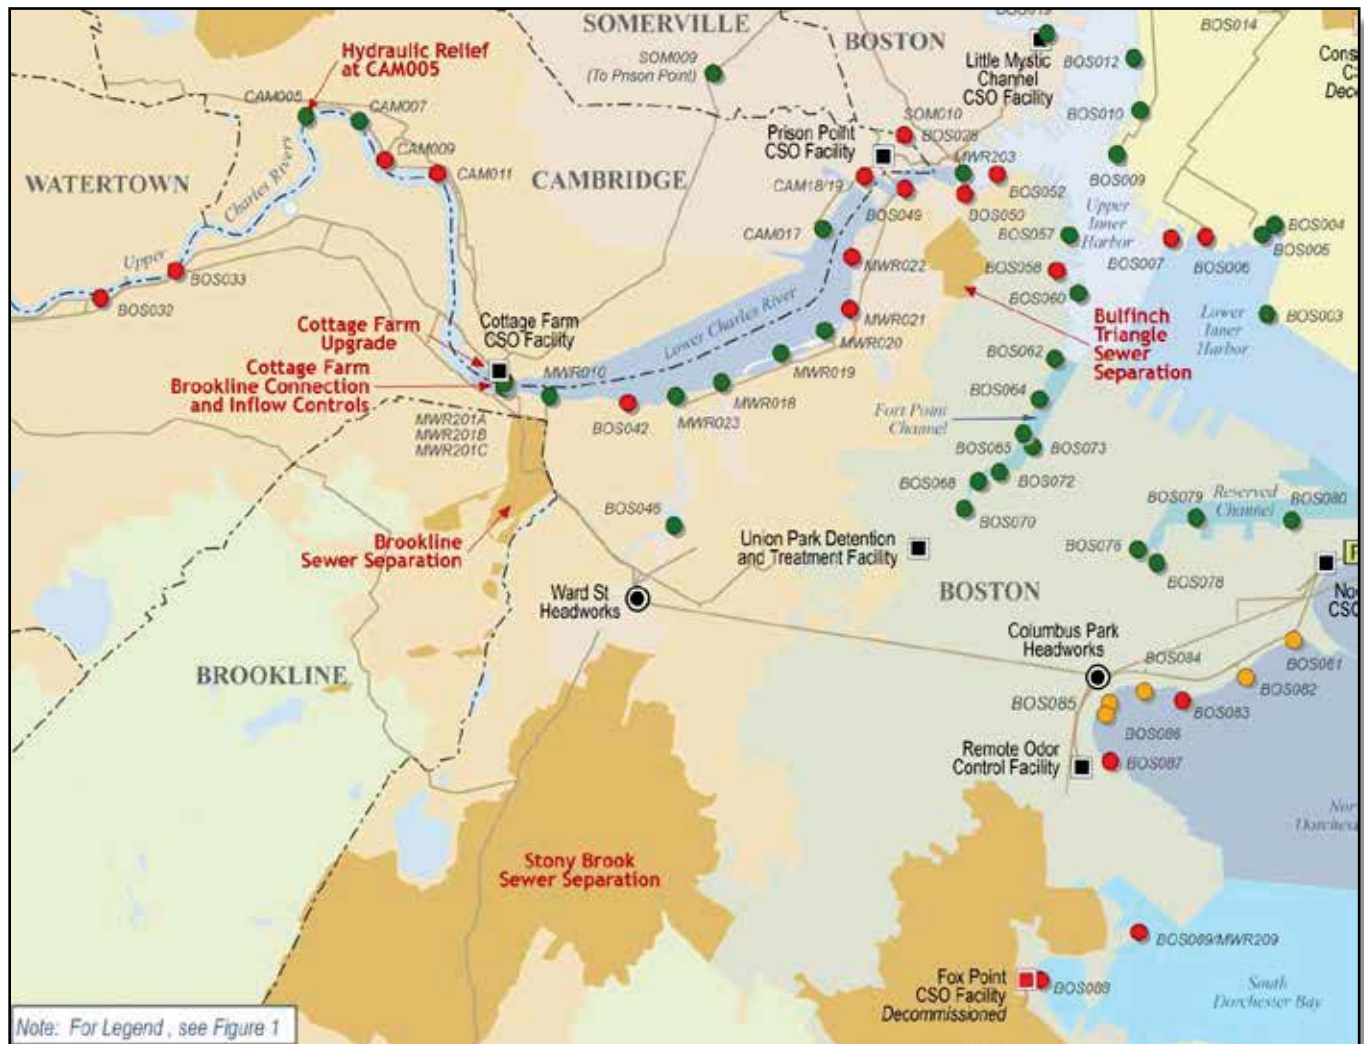 SOMERVILLE
BOS019
BOS014
BOSTON
Hydraulic Relief
at CAM005
SOM009
(To Prison Point)
Little Mystic
Channel
CSO Facility
BOS012
CAM005
CAM007
BOS010
SOM010
BOS028
Prison Point
CSO Facility
CAM009
MWR203
WATERTOWN
Charles Rivers
CAM011
CAMBRIDGE
CAM18/19
BOS052
BOS009
BOS049
BOS050
Upper
Inner
Harbor
BOS004
CAM017
BOS057
BOS005
Upper
BOS033
MWR022
BOS058
BOS007
BOS006
BOS032
BOS060
Lower Charles River
Cottage Farm
Upgrade
Cottage Farm
CSO Facility
MWR021
Bulfinch
Triangle
Sewer
Separation
Lower
Inner
Harbor
BOS003
MWR020
Cottage Farm
Brookline Connection
and Inflow Controls
MWR010
MWR019
BOS062
MWR018
BOS064
MWR201A
MWR201B
MWR201C
BOS042
MWR023
Fort Point
Channel
BOS065
BOS073
BOS068
BOS072
BOS046
BOS070
BOS079
Reserved
Channel
BOS080
Brookline
Sewer Separation
Union Park Detention
and Treatment Facility
BOS076
BOS078
BOSTON
Ward St
Headworks
Columbus Park
Headworks
BOS084
BOS081
BROOKLINE
BOS082
BOS085
BOS083
BOS086
Remote Odor
Control Facility
BOS087
Stony Brook
Sewer Separation
BOS089/MWR209
Fox Point
CSO Facility
Decommissioned
BOS088
South
Dorchester Bay
Note: For Legend , see Figure 1